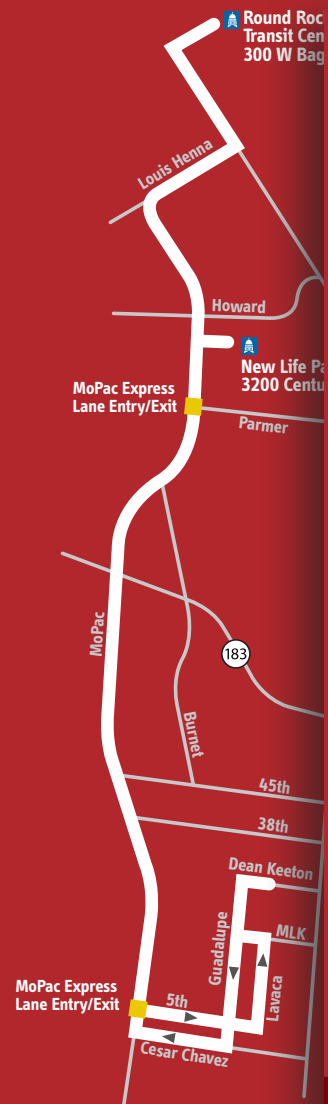 Round Roc
Transit Cen
300 W Bag
Louis Henna
Howard
New Life Pa
3200 Centu
MoPac Express
Lane Entry/Exit
Parmer
MoPac
183
Burnet
45th
38th
Dean Keeton
Guadalupe
MLK
Lavaca
MoPac Express
Lane Entry/Exit
5th
Cesar Chavez